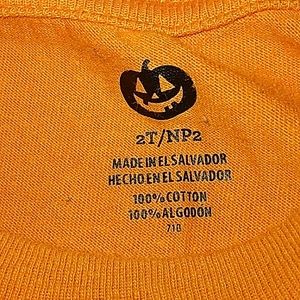 2T/NP2
MADE IN EL SALVADOR
HECHO EN EL SALVADOR
100% COTTON
100% ALGODON
710